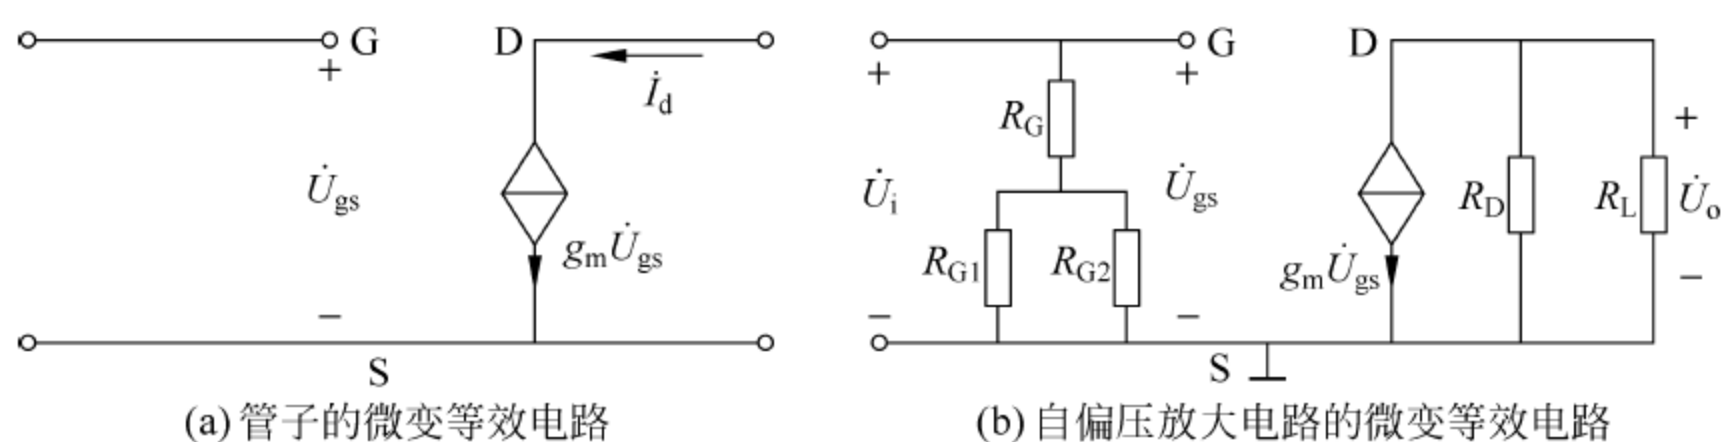 G D
+ +
İd
U̇gs
gmU̇gs
−
S
(a) 管子的微变等效电路
G D
+ +
RG
U̇i U̇gs
RG1 RG2
gmU̇gs
RD RL
+
U̇o
−
− −
S
(b) 自偏压放大电路的微变等效电路